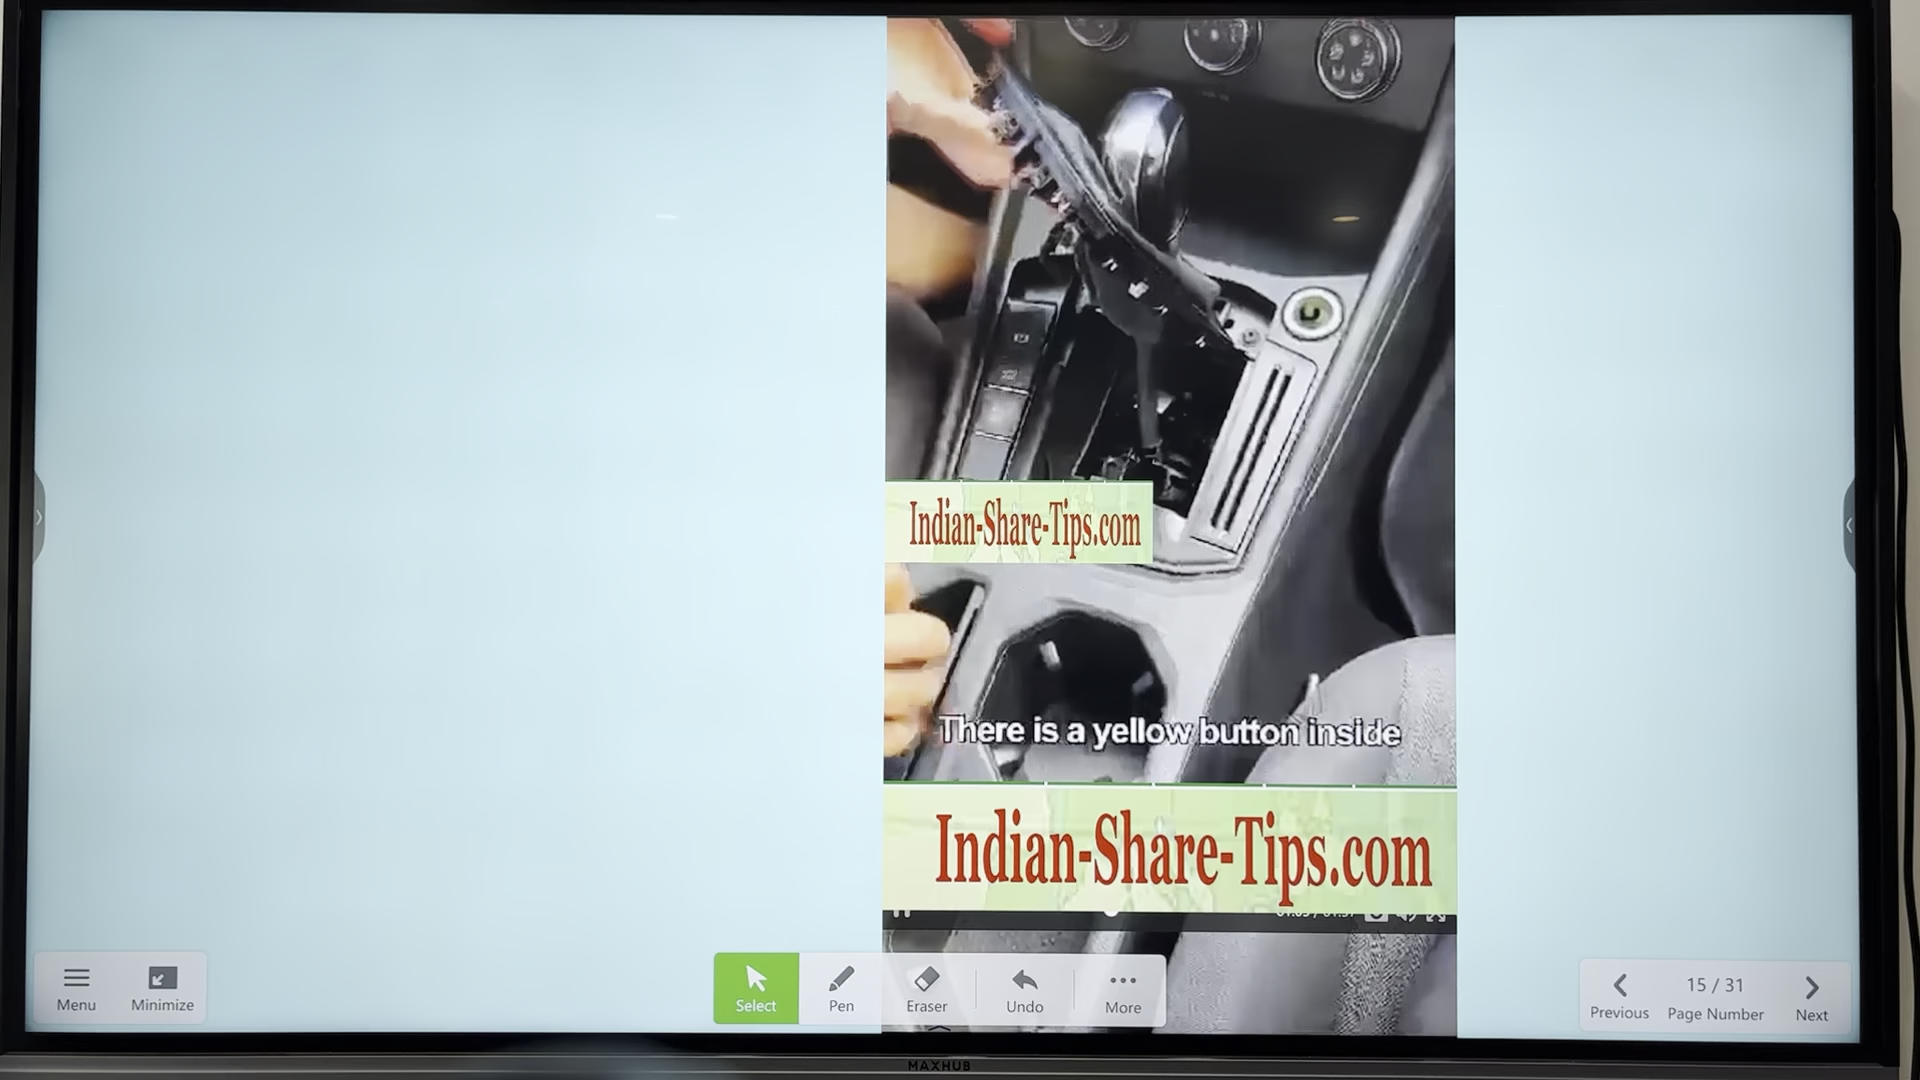 Indian-Share-Tips.com
There is a yellow button inside
Indian-Share-Tips.com
Menu
Minimize
Select
Pen
Eraser
Undo
More
Previous
15 / 31
Page Number
Next
MAXHUB